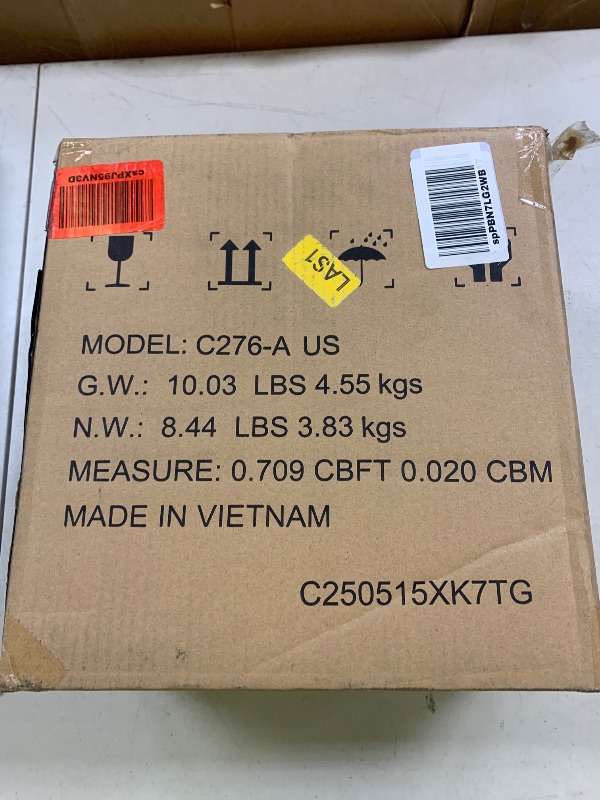 csXPJ95NV3D
spPBN7LG2WB
LAS1
MODEL: C276-A US
G.W.: 10.03 LBS 4.55 kgs
N.W.: 8.44 LBS 3.83 kgs
MEASURE: 0.709 CBFT 0.020 CBM
MADE IN VIETNAM
C250515XK7TG